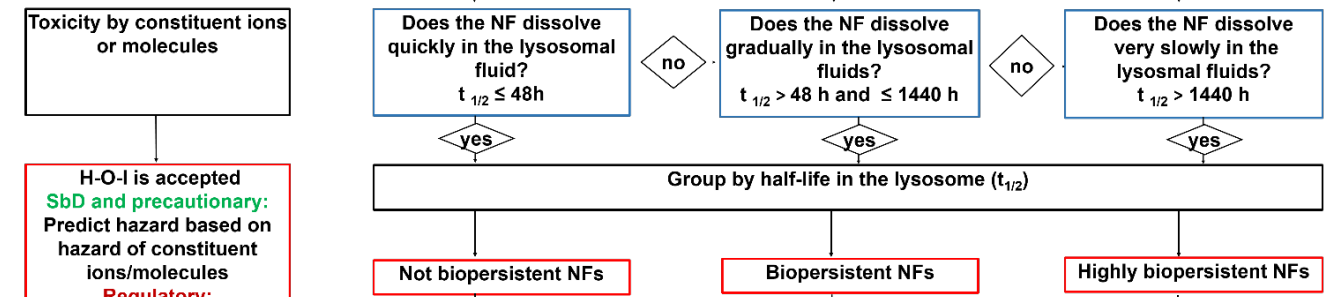 Toxicity by constituent ions
or molecules
Does the NF dissolve
quickly in the lysosomal
fluid?
t 1/2 ≤ 48h
no
Does the NF dissolve
gradually in the lysosomal
fluids?
t 1/2 > 48 h and ≤ 1440 h
no
Does the NF dissolve
very slowly in the
lysosmal fluids?
t 1/2 > 1440 h
yes
yes
yes
H-O-I is accepted
SbD and precautionary:
Predict hazard based on
hazard of constituent
ions/molecules
Regulatory:
Group by half-life in the lysosome (t1/2)
Not biopersistent NFs
Biopersistent NFs
Highly biopersistent NFs